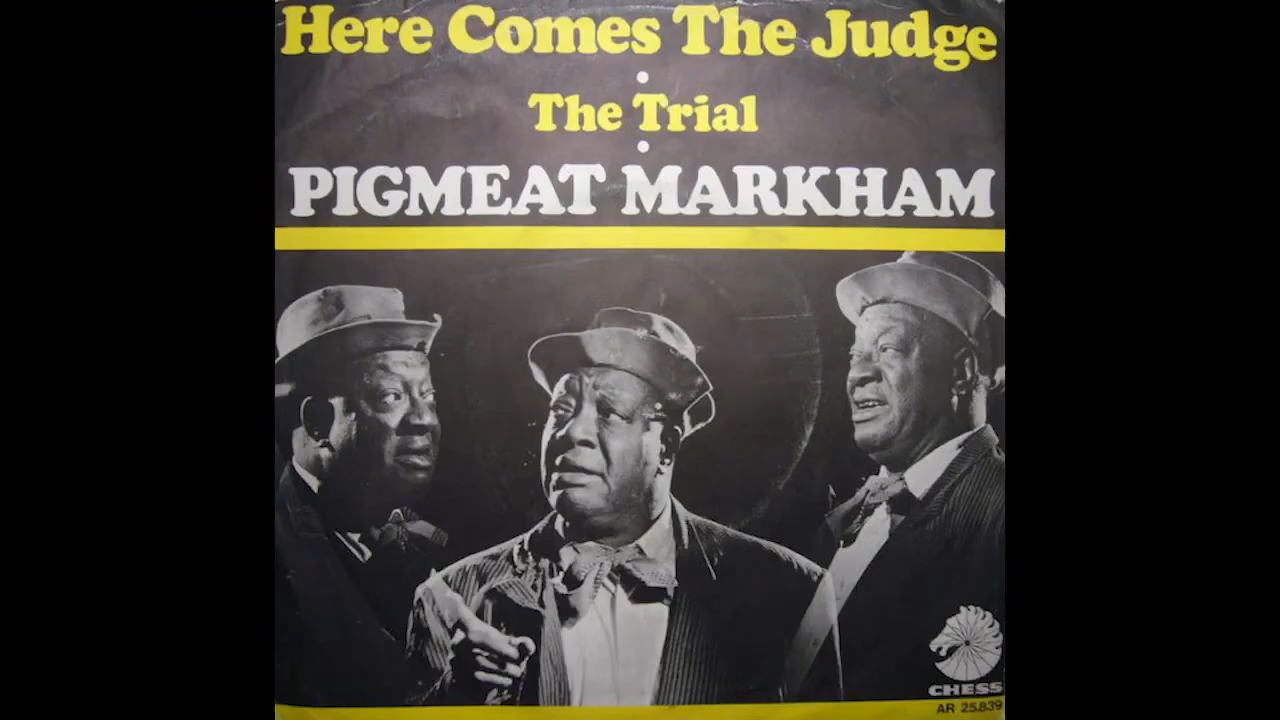 Here Comes The Judge
The Trial
PIGMEAT MARKHAM
CHESS
AR 25.839